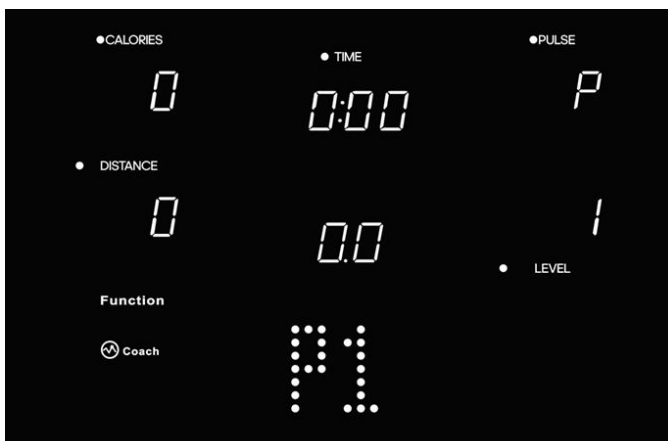 CALORIES
TIME
PULSE
0
0:00
P
DISTANCE
0
0.0
1
LEVEL
Function
Coach
P1